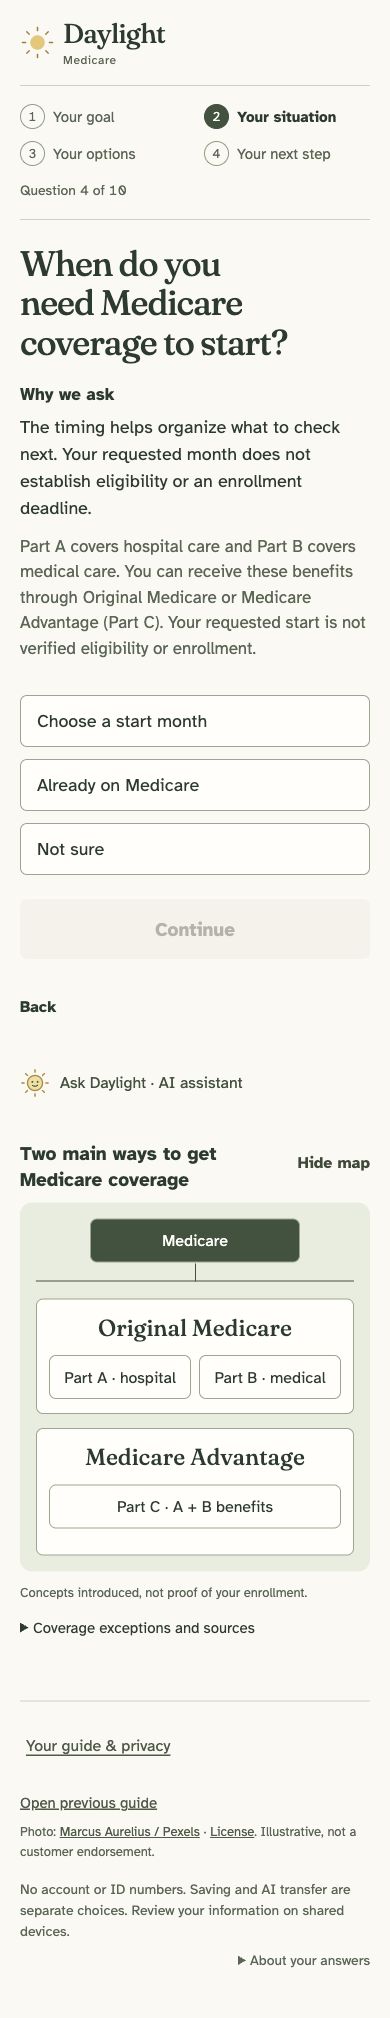 Daylight
Medicare
1 Your goal
2 Your situation
3 Your options
4 Your next step
Question 4 of 10
When do you
need Medicare
coverage to start?
Why we ask
The timing helps organize what to check
next. Your requested month does not
establish eligibility or an enrollment
deadline.
Part A covers hospital care and Part B covers
medical care. You can receive these benefits
through Original Medicare or Medicare
Advantage (Part C). Your requested start is not
verified eligibility or enrollment.
Choose a start month
Already on Medicare
Not sure
Continue
Back
Ask Daylight · AI assistant
Two main ways to get
Medicare coverage
Hide map
Medicare
Original Medicare
Part A · hospital
Part B · medical
Medicare Advantage
Part C · A + B benefits
Concepts introduced, not proof of your enrollment.
Coverage exceptions and sources
Your guide & privacy
Open previous guide
Photo: Marcus Aurelius / Pexels · License. Illustrative, not a
customer endorsement.
No account or ID numbers. Saving and AI transfer are
separate choices. Review your information on shared
devices.
About your answers